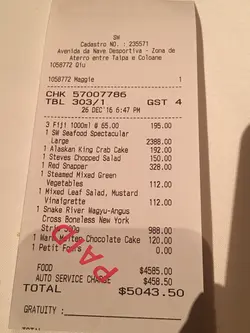 SW
Cadastro NO. : 235571
Avenida da Nave Desportiva - Zona de
Aterro entre Taipa e Coloane
1058772 Qiu
1058772 Maggie 1
CHK 57007786
TBL 303/1 GST 4
26 DEC'16 6:47 PM
3 Fiji 1000ml @ 65.00 195.00
1 SW Seafood Spectacular
Large 2388.00
1 Alaskan King Crab Cake 192.00
1 Steves Chopped Salad 150.00
1 Red Snapper 328.00
1 Steamed Mixed Green
Vegetables 112.00
1 Mixed Leaf Salad, Mustard
Vinaigrette 112.00
1 Snake River Wagyu-Angus
Cross Boneless New York
988.00
1 Warm Molten Chocolate Cake 120.00
1 Petit Fours 0.00
PAID
FOOD $4585.00
AUTO SERVICE CHARGE $458.50
TOTAL $5043.50
GRATUITY :